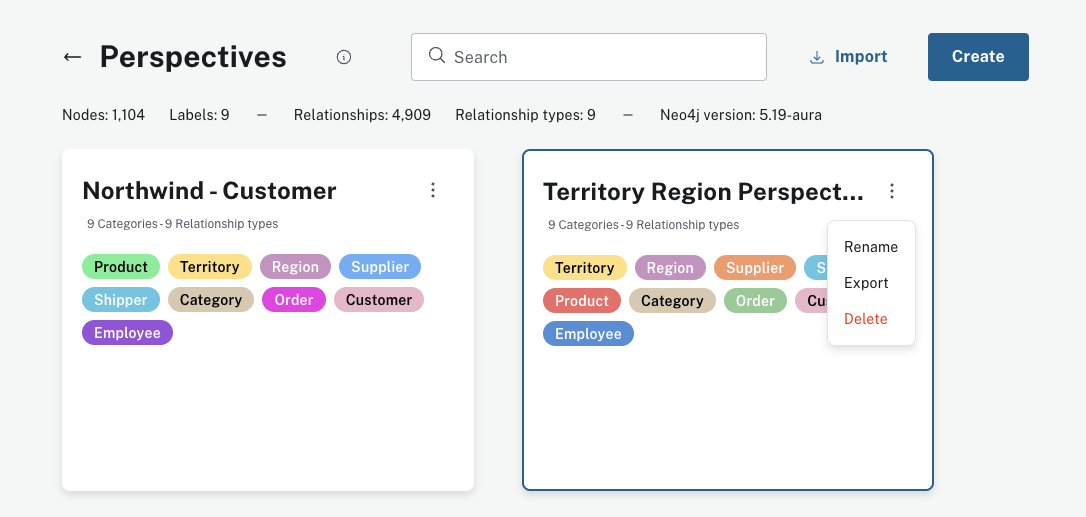 Perspectives
Search
Import
Create
Nodes: 1,104 Labels: 9 — Relationships: 4,909 Relationship types: 9 — Neo4j version: 5.19-aura
Northwind - Customer
9 Categories - 9 Relationship types
Product Territory Region Supplier
Shipper Category Order Customer
Employee
Territory Region Perspect...
9 Categories - 9 Relationship types
Territory Region Supplier S
Product Category Order Cu
Employee
Rename
Export
Delete